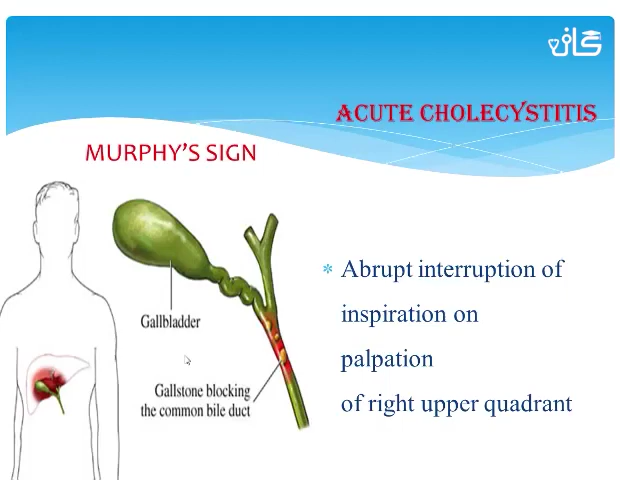 كان
ACUTE CHOLECYSTITIS
MURPHY'S SIGN
Abrupt interruption of
inspiration on
palpation
of right upper quadrant
Gallbladder
Gallstone blocking
the common bile duct